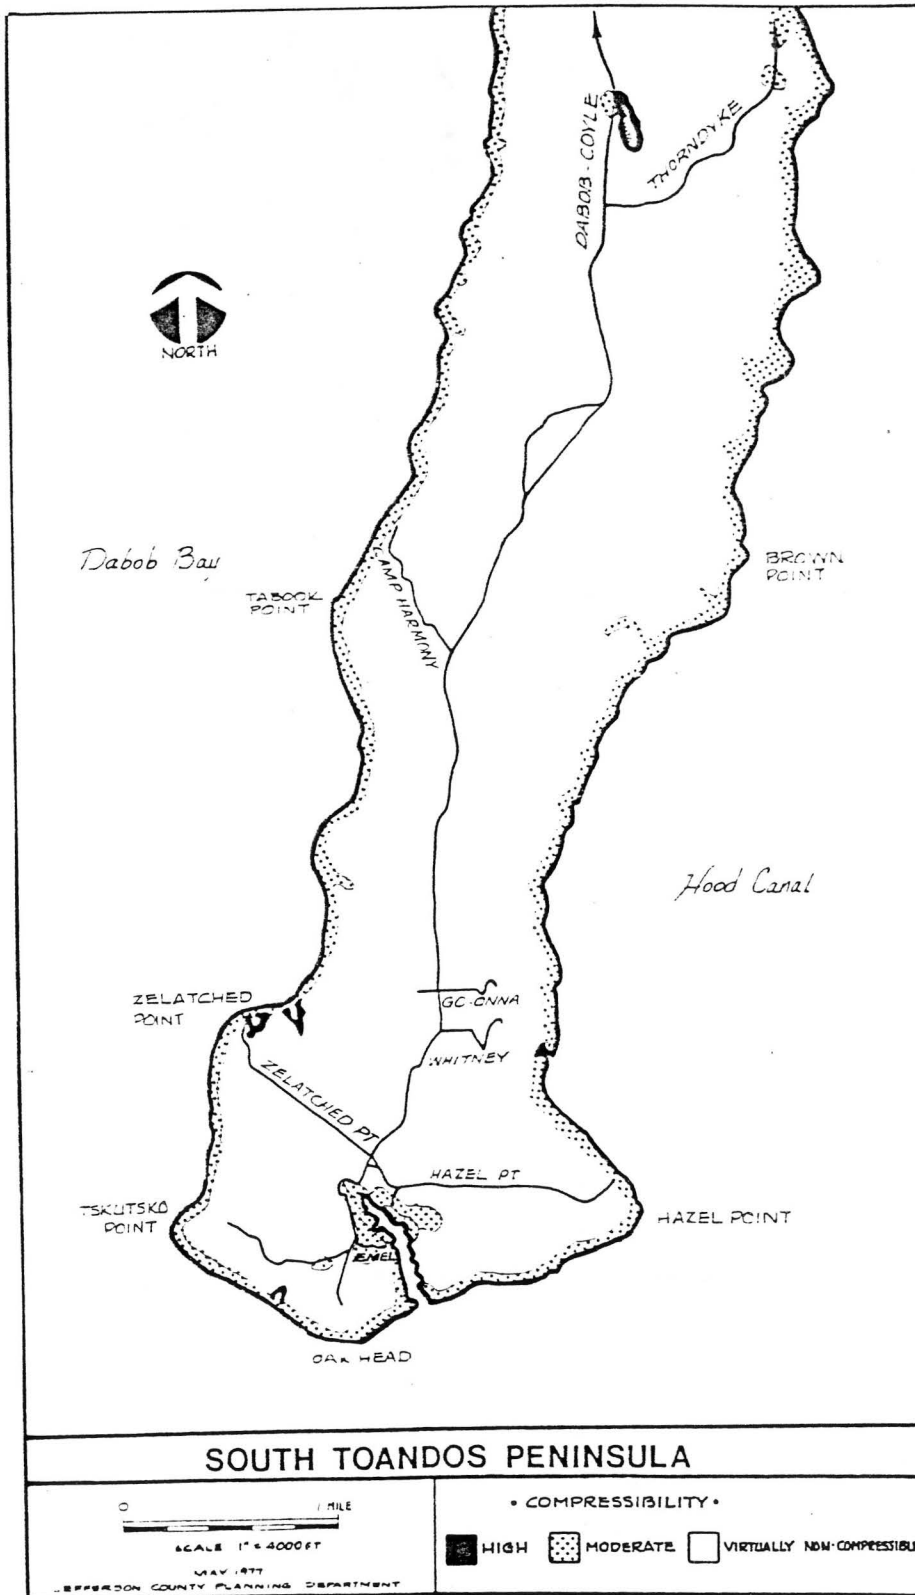 DABOB-COYLE
THORNDYKE
NORTH
Dabob Bay
TABOOK
POINT
CAMP HARMONY
BROWN
POINT
Hood Canal
ZELATCHED
POINT
GO-ONNA
WHITNEY
ZELATCHED PT
HAZEL PT
TSKUTSKO
POINT
HAZEL POINT
EMEL
OAK HEAD
SOUTH TOANDOS PENINSULA
0 1 MILE
SCALE 1" = 4000 FT
MAY 1977
JEFFERSON COUNTY PLANNING DEPARTMENT
• COMPRESSIBILITY •
HIGH MODERATE VIRTUALLY NON-COMPRESSIBLE